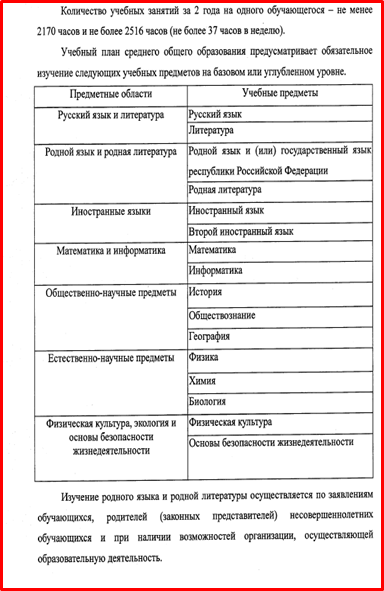 Количество учебных занятий за 2 года на одного обучающегося – не менее
2170 часов и не более 2516 часов (не более 37 часов в неделю).
Учебный план среднего общего образования предусматривает обязательное
изучение следующих учебных предметов на базовом или углубленном уровне.
Предметные области
Учебные предметы
Русский язык и литература
Русский язык
Литература
Родной язык и родная литература
Родной язык и (или) государственный язык
республики Российской Федерации
Родная литература
Иностранные языки
Иностранный язык
Второй иностранный язык
Математика и информатика
Математика
Информатика
Общественно-научные предметы
История
Обществознание
География
Естественно-научные предметы
Физика
Химия
Биология
Физическая культура, экология и
основы безопасности
жизнедеятельности
Физическая культура
Основы безопасности жизнедеятельности
Изучение родного языка и родной литературы осуществляется по заявлениям
обучающихся, родителей (законных представителей) несовершеннолетних
обучающихся и при наличии возможностей организации, осуществляющей
образовательную деятельность.